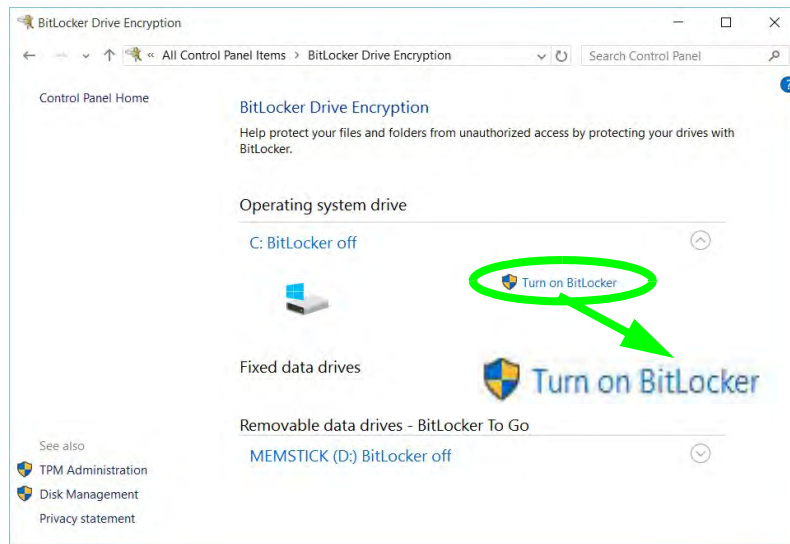 BitLocker Drive Encryption
« All Control Panel Items > BitLocker Drive Encryption
Search Control Panel
?
Control Panel Home
BitLocker Drive Encryption
Help protect your files and folders from unauthorized access by protecting your drives with
BitLocker.
Operating system drive
C: BitLocker off
Turn on BitLocker
Fixed data drives
Turn on BitLocker
Removable data drives - BitLocker To Go
MEMSTICK (D:) BitLocker off
See also
TPM Administration
Disk Management
Privacy statement